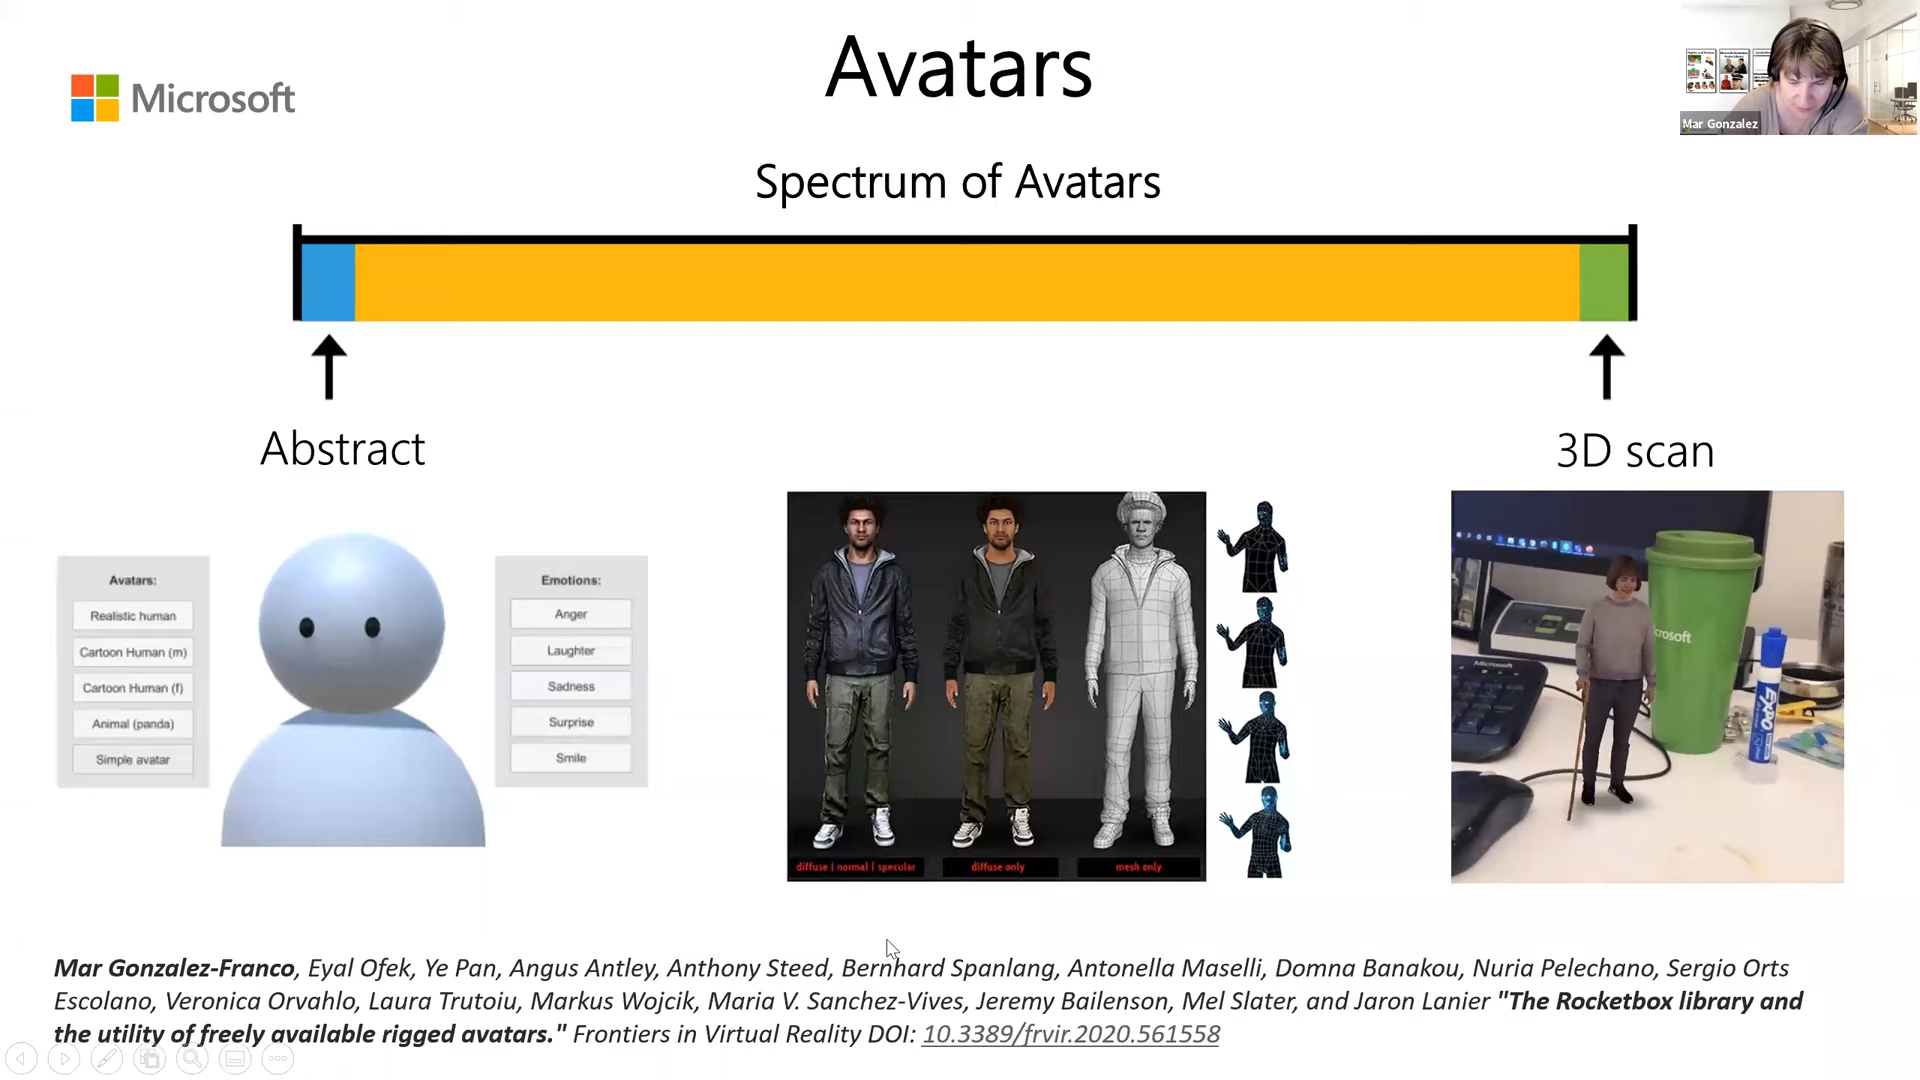 Avatars
Microsoft
Mar Gonzalez
Spectrum of Avatars
Abstract
3D scan
Avatars:
Realistic human
Cartoon Human (m)
Cartoon Human (f)
Animal (panda)
Simple avatar
Emotions:
Anger
Laughter
Sadness
Surprise
Smile
diffuse | normal | specular
diffuse only
mesh only
crosoft
Microsoft
EXPO
Mar Gonzalez-Franco, Eyal Ofek, Ye Pan, Angus Antley, Anthony Steed, Bernhard Spanlang, Antonella Maselli, Domna Banakou, Nuria Pelechano, Sergio Orts
Escolano, Veronica Orvahlo, Laura Trutoiu, Markus Wojcik, Maria V. Sanchez-Vives, Jeremy Bailenson, Mel Slater, and Jaron Lanier "The Rocketbox library and
the utility of freely available rigged avatars." Frontiers in Virtual Reality DOI: 10.3389/frvir.2020.561558